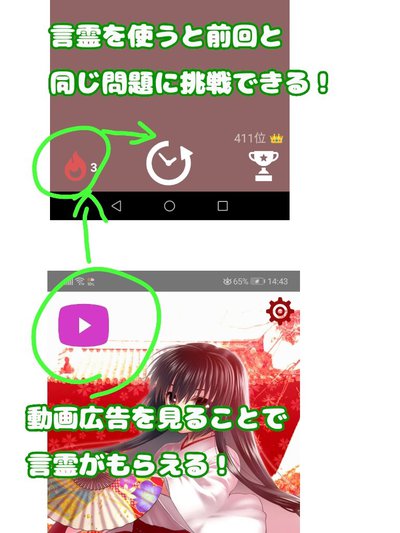 言霊を使うと前回と
同じ問題に挑戦できる！
411位
3
65% 14:43
動画広告を見ることで
言霊がもらえる！